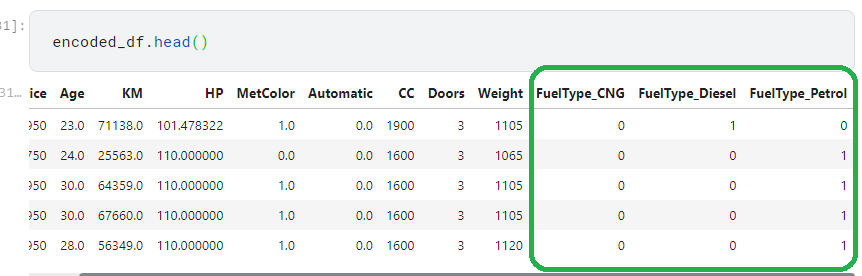 31]:
encoded_df.head()
31...
ice Age KM HP MetColor Automatic CC Doors Weight FuelType_CNG FuelType_Diesel FuelType_Petrol
950 23.0 71138.0 101.478322 1.0 0.0 1900 3 1105 0 1 0
750 24.0 25563.0 110.000000 0.0 0.0 1600 3 1065 0 0 1
950 30.0 64359.0 110.000000 1.0 0.0 1600 3 1105 0 0 1
950 30.0 67660.0 110.000000 1.0 0.0 1600 3 1105 0 0 1
950 28.0 56349.0 110.000000 1.0 0.0 1600 3 1120 0 0 1